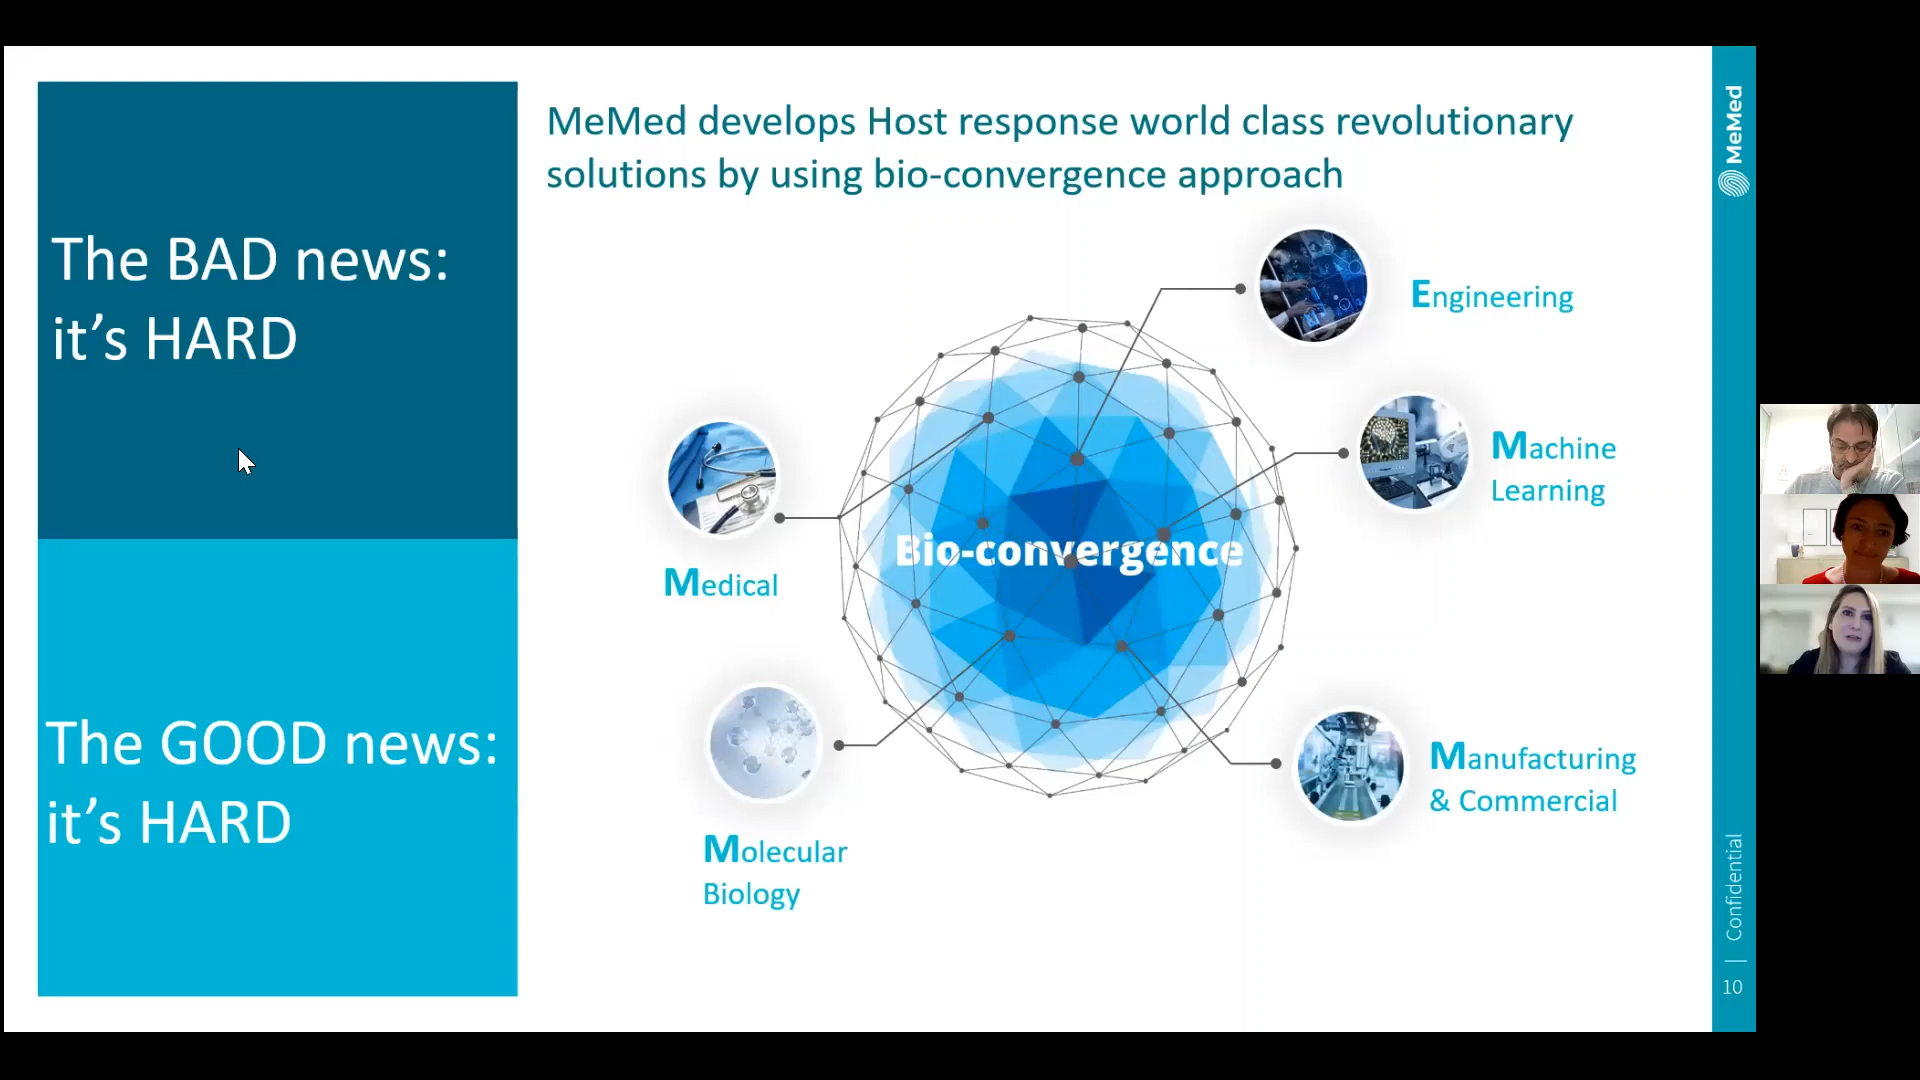 The BAD news:
it’s HARD
The GOOD news:
it’s HARD
MeMed develops Host response world class revolutionary
solutions by using bio-convergence approach
Engineering
Machine
Learning
Bio-convergence
Medical
Manufacturing
& Commercial
Molecular
Biology
MeMed
Confidential
10